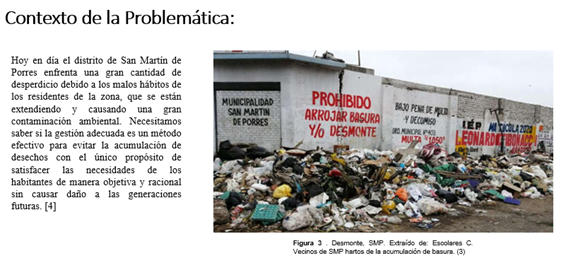 Contexto de la Problemática:
Hoy en día el distrito de San Martín de
Porres enfrenta una gran cantidad de
desperdicio debido a los malos hábitos de
los residentes de la zona, que se están
extendiendo y causando una gran
contaminación ambiental. Necesitamos
saber si la gestión adecuada es un método
efectivo para evitar la acumulación de
desechos con el único propósito de
satisfacer las necesidades de los
habitantes de manera objetiva y racional
sin causar daño a las generaciones
futuras. [4]
MUNICIPALIDAD
SAN MARTIN
DE PORRES
PROHIBIDO
ARROJAR BASURA
Y/O DESMONTE
BAJO PENA DE MULTA
Y DECOMISO
MULTA
I.E.P.
MATRICULA 2020
LEONARDO FIBONACCI
Figura 3 . Desmonte, SMP. Extraído de: Escolares C.
Vecinos de SMP hartos de la acumulación de basura. (3)